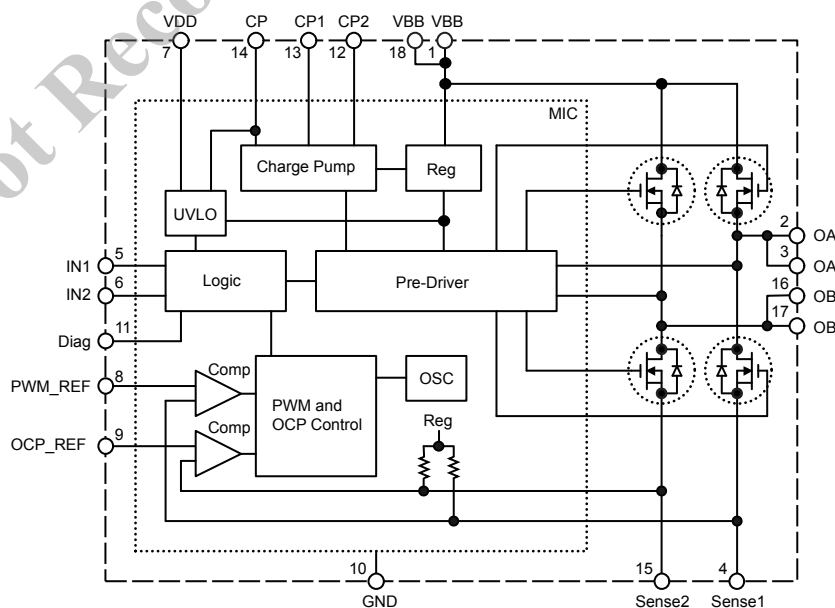 VDD CP CP1 CP2 VBB VBB
7 14 13 12 18 1
MIC
Charge Pump
Reg
UVLO
2 OA
3 OA
16 OB
17 OB
IN1 5
IN2 6
Logic
Pre-Driver
Diag 11
PWM_REF 8
Comp
PWM and
OCP Control
OSC
OCP_REF 9
Comp
Reg
10 15 4
GND Sense2 Sense1